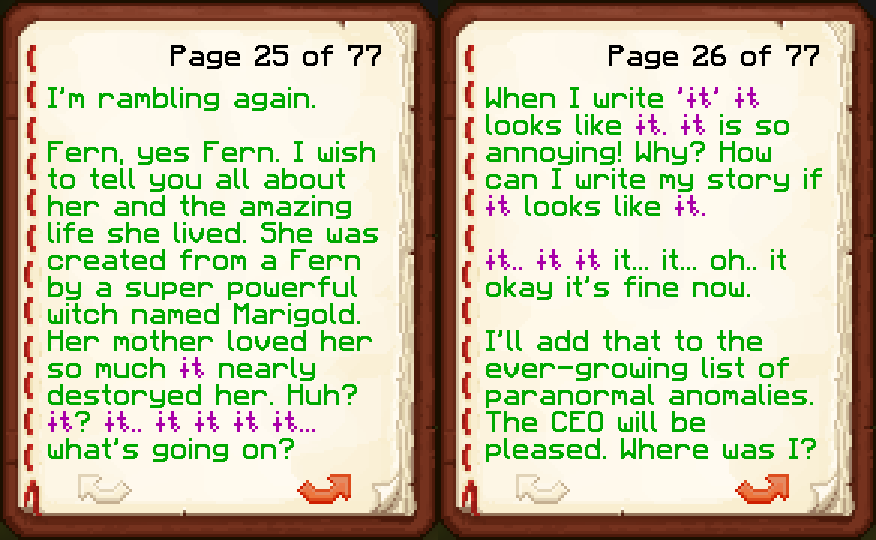 Page 25 of 77
I'm rambling again.
Fern, yes Fern. I wish
to tell you all about
her and the amazing
life she lived. She was
created from a Fern
by a super powerful
witch named Marigold.
Her mother loved her
so much it nearly
destoryed her. Huh?
it? it.. it it it it...
what's going on?
Page 26 of 77
When I write 'it' it
looks like it. it is so
annoying! Why? How
can I write my story if
it looks like it.
it.. it it it... it... oh.. it
okay it's fine now.
I'll add that to the
ever-growing list of
paranormal anomalies.
The CEO will be
pleased. Where was I?